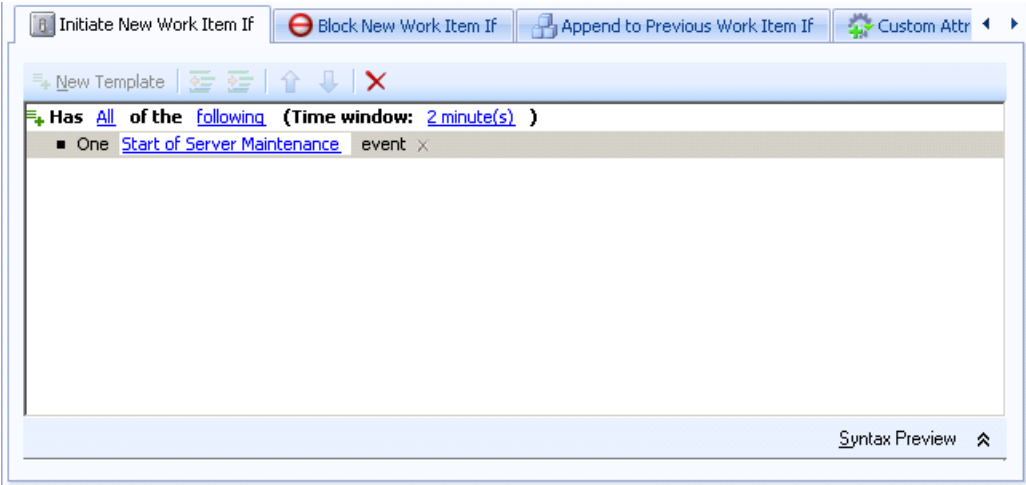 Initiate New Work Item If Block New Work Item If Append to Previous Work Item If Custom Attr
New Template
Has All of the following (Time window: 2 minute(s) )
One Start of Server Maintenance event
Syntax Preview